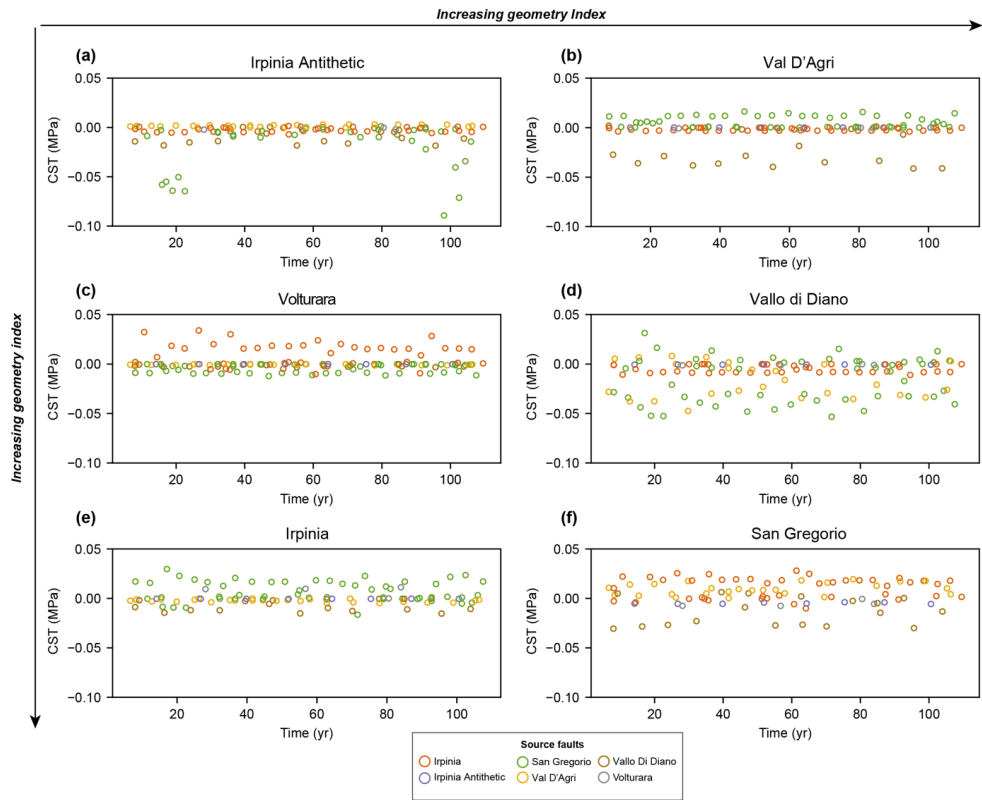 Increasing geometry Index
Increasing geometry index
(a)
Irpinia Antithetic
0.05
0.00
−0.05
−0.10
CST (MPa)
20 40 60 80 100
Time (yr)
(b)
Val D'Agri
0.05
0.00
−0.05
−0.10
CST (MPa)
20 40 60 80 100
Time (yr)
(c)
Volturara
0.05
0.00
−0.05
−0.10
CST (MPa)
20 40 60 80 100
Time (yr)
(d)
Vallo di Diano
0.05
0.00
−0.05
−0.10
CST (MPa)
20 40 60 80 100
Time (yr)
(e)
Irpinia
0.05
0.00
−0.05
−0.10
CST (MPa)
20 40 60 80 100
Time (yr)
(f)
San Gregorio
0.05
0.00
−0.05
−0.10
CST (MPa)
20 40 60 80 100
Time (yr)
Source faults
Irpinia San Gregorio Vallo Di Diano
Irpinia Antithetic Val D'Agri Volturara